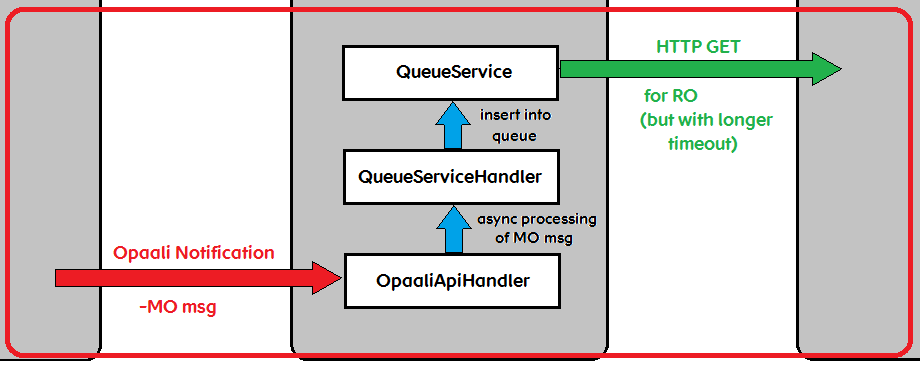 QueueService
HTTP GET
for RO
(but with longer
timeout)
insert into
queue
QueueServiceHandler
async processing
of MO msg
Opaali Notification
-MO msg
OpaaliApiHandler